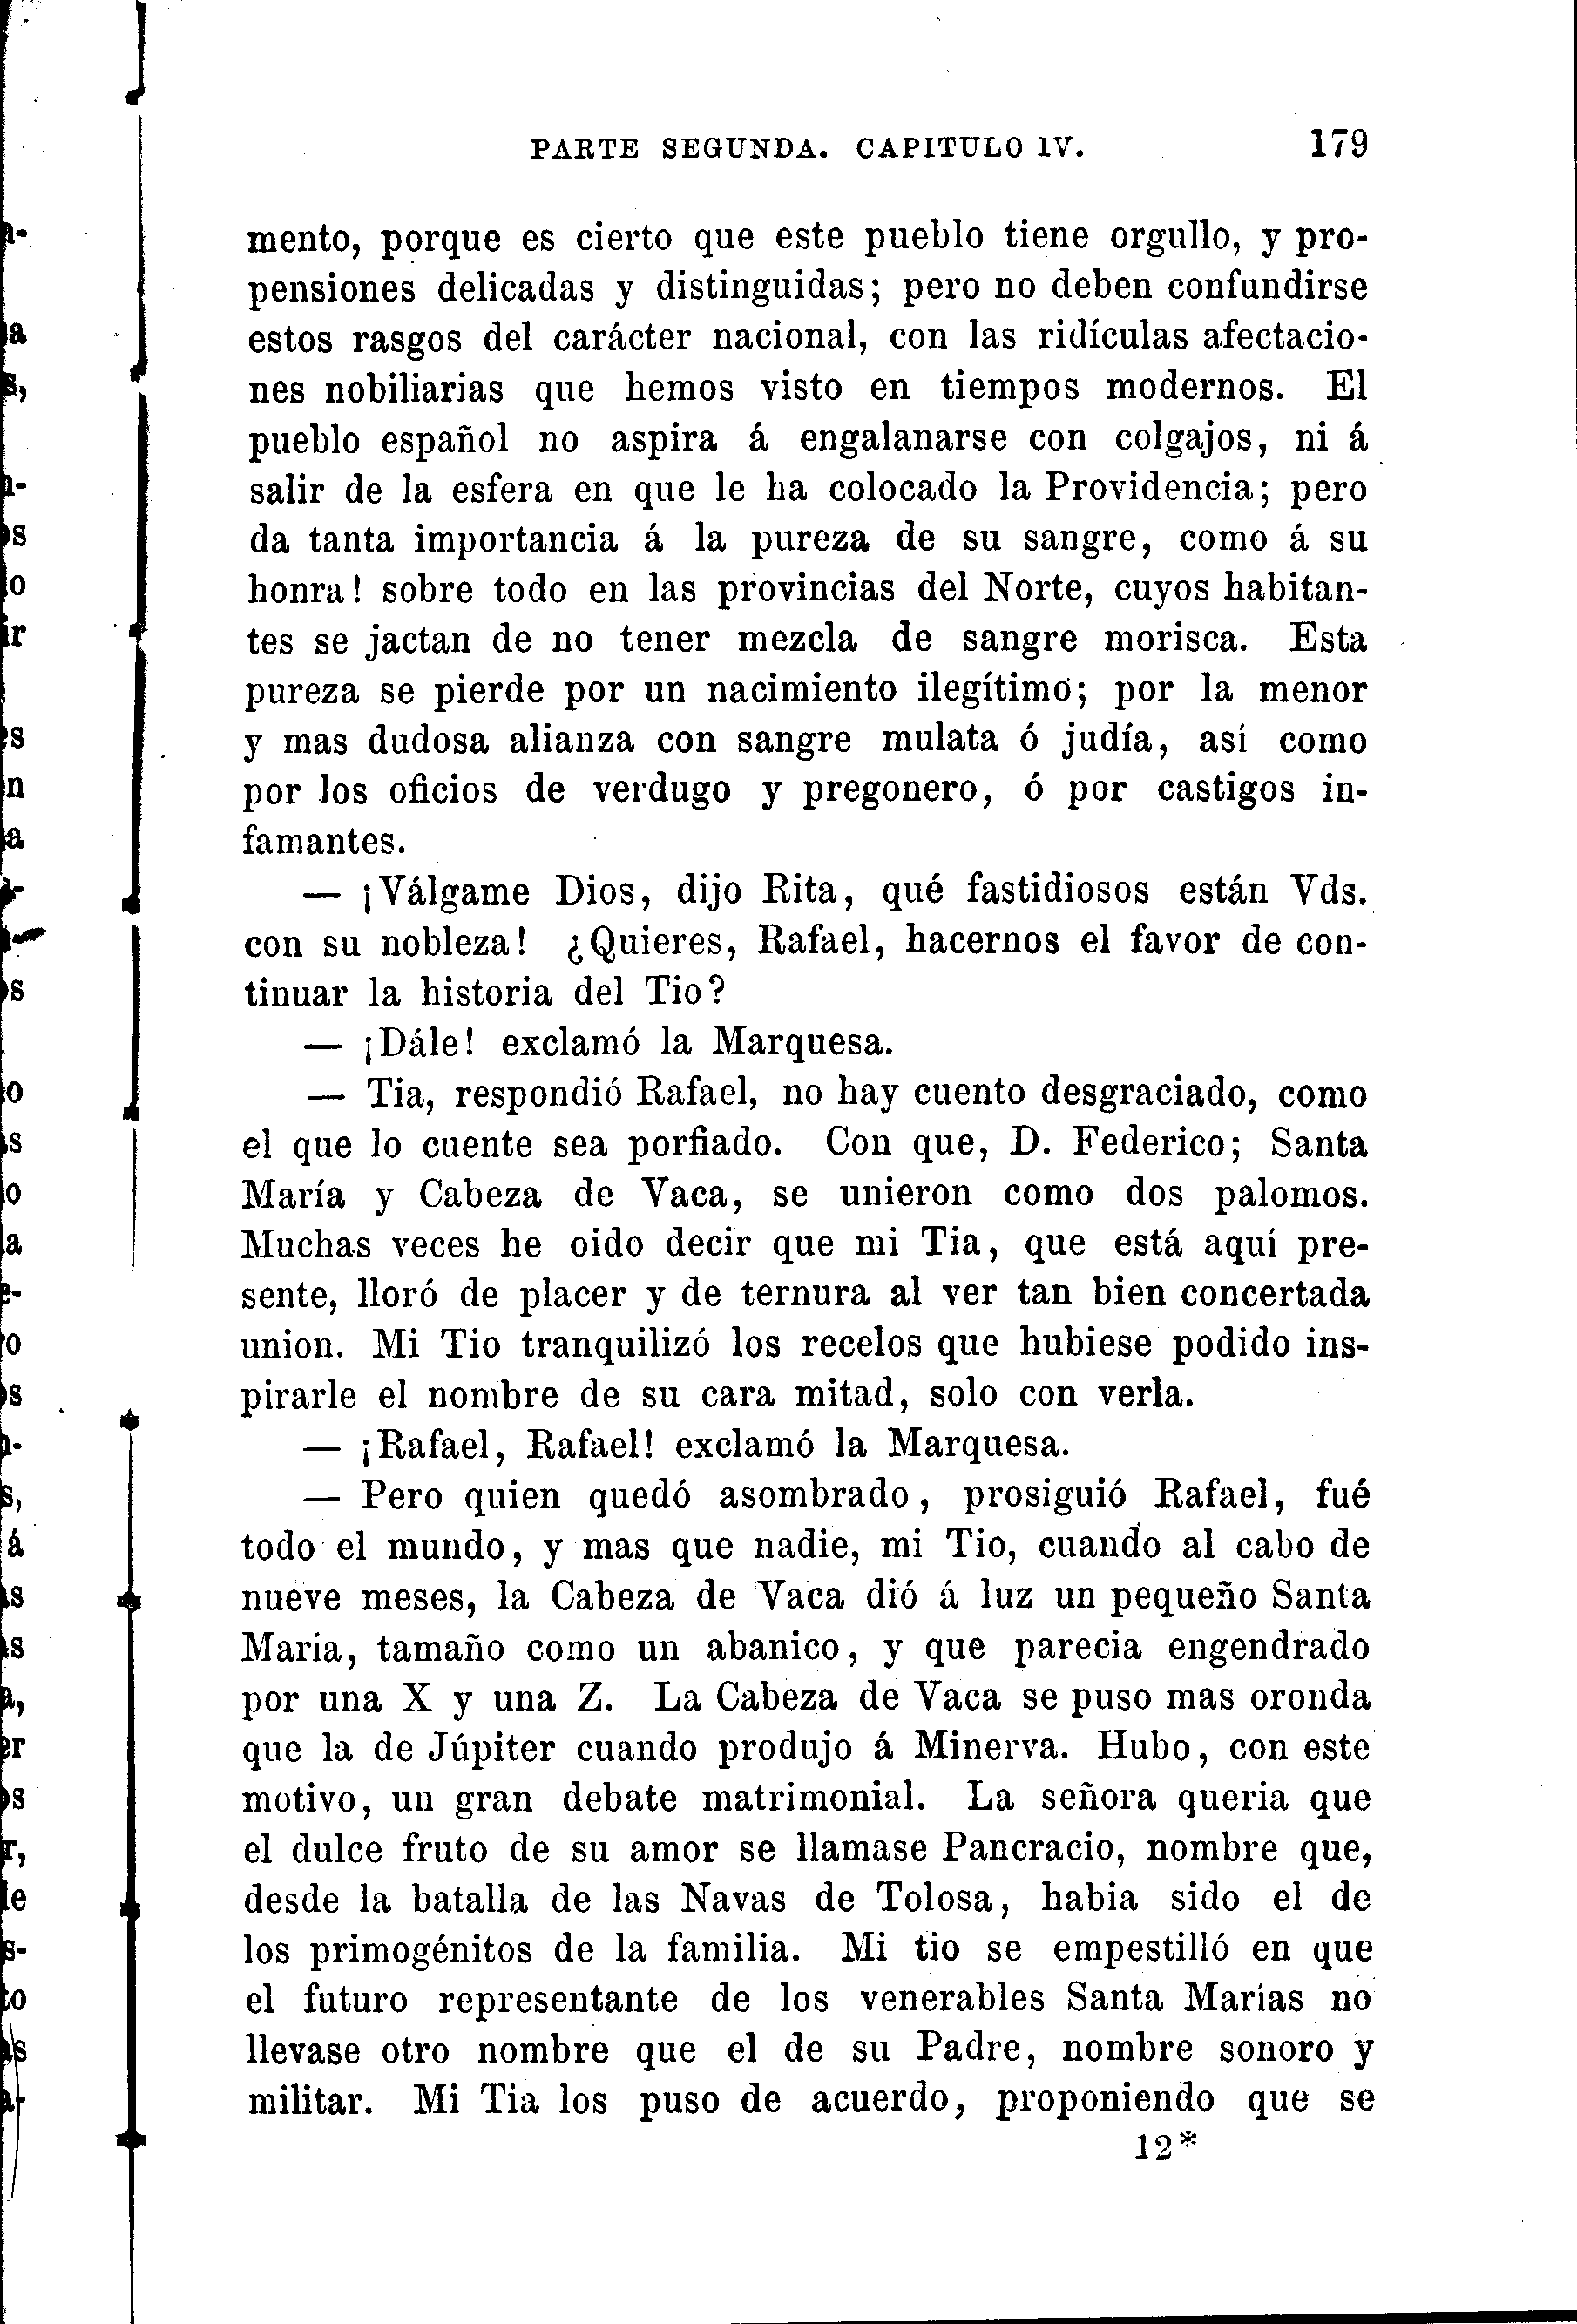 PARTE SEGUNDA. CAPITULO IV. 179
mento, porque es cierto que este pueblo tiene orgullo, y pro-
pensiones delicadas y distinguidas; pero no deben confundirse
estos rasgos del carácter nacional, con las ridículas afectacio-
nes nobiliarias que hemos visto en tiempos modernos. El
pueblo español no aspira á engalanarse con colgajos, ni á
salir de la esfera en que le ha colocado la Providencia; pero
da tanta importancia á la pureza de su sangre, como á su
honra! sobre todo en las provincias del Norte, cuyos habitan-
tes se jactan de no tener mezcla de sangre morisca. Esta
pureza se pierde por un nacimiento ilegítimo; por la menor
y mas dudosa alianza con sangre mulata ó judía, así como
por los oficios de verdugo y pregonero, ó por castigos in-
famantes.
— ¡Válgame Dios, dijo Rita, qué fastidiosos están Vds.
con su nobleza! ¿Quieres, Rafael, hacernos el favor de con-
tinuar la historia del Tio?
— ¡Dále! exclamó la Marquesa.
— Tia, respondió Rafael, no hay cuento desgraciado, como
el que lo cuente sea porfiado. Con que, D. Federico; Santa
María y Cabeza de Vaca, se unieron como dos palomos.
Muchas veces he oido decir que mi Tia, que está aquí pre-
sente, lloró de placer y de ternura al ver tan bien concertada
union. Mi Tio tranquilizó los recelos que hubiese podido ins-
pirarle el nombre de su cara mitad, solo con verla.
— ¡Rafael, Rafael! exclamó la Marquesa.
— Pero quien quedó asombrado, prosiguió Rafael, fué
todo el mundo, y mas que nadie, mi Tio, cuando al cabo de
nueve meses, la Cabeza de Vaca dió á luz un pequeño Santa
María, tamaño como un abanico, y que parecia engendrado
por una X y una Z. La Cabeza de Vaca se puso mas oronda
que la de Júpiter cuando produjo á Minerva. Hubo, con este
motivo, un gran debate matrimonial. La señora queria que
el dulce fruto de su amor se llamase Pancracio, nombre que,
desde la batalla de las Navas de Tolosa, habia sido el de
los primogénitos de la familia. Mi tio se empestilló en que
el futuro representante de los venerables Santa Marías no
llevase otro nombre que el de su Padre, nombre sonoro y
militar. Mi Tia los puso de acuerdo, proponiendo que se
12*